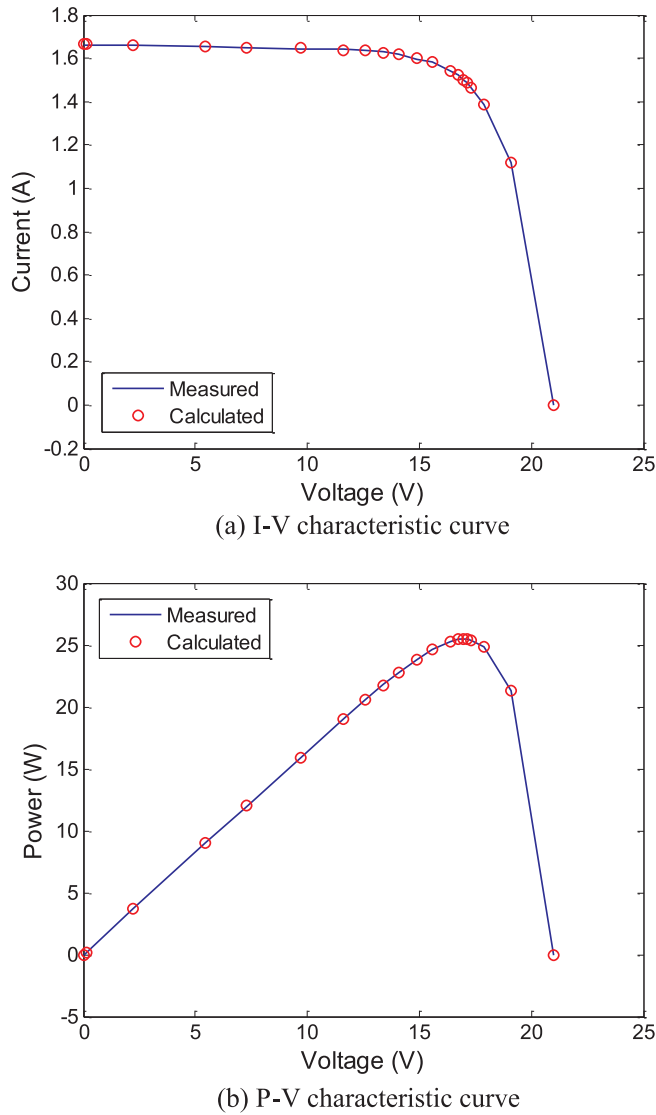 1.8
1.6
1.4
1.2
1
0.8
0.6
0.4
0.2
0
-0.2
Current (A)
Measured
Calculated
0 5 10 15 20 25
Voltage (V)
(a) I-V characteristic curve
30
25
20
15
10
5
0
-5
Power (W)
Measured
Calculated
0 5 10 15 20 25
Voltage (V)
(b) P-V characteristic curve